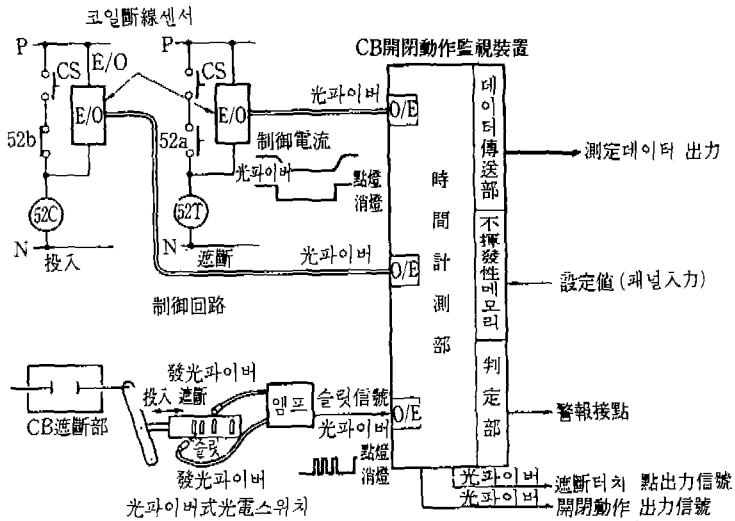 코일斷線센서
CB開閉動作監視裝置
P
CS
E/O
E/O
52b
52C
N
投入
P
CS
E/O
52a
制御電流
光파이버
點燈
消燈
52T
N
遮斷
光파이버
光파이버
制御回路
O/E
O/E
O/E
時間計測部
데이터傳送部
不揮發性메모리
判定部
測定데이터 出力
設定値 (패널入力)
警報接點
CB遮斷部
投入 遮斷
發光파이버
슬릿
發光파이버
앰프
슬릿信號
光파이버
點燈
消燈
光파이버式光電스위치
光파이버
遮斷터치 點出力信號
光파이버
開閉動作 出力信號